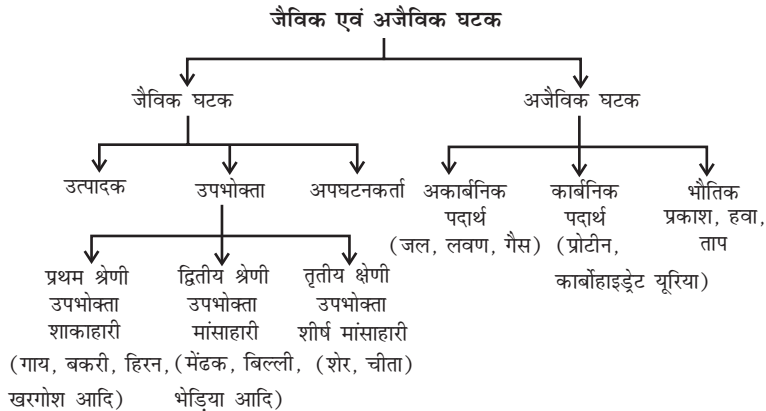 जैविक एवं अजैविक घटक
जैविक घटक
अजैविक घटक
उत्पादक
उपभोक्ता
अपघटनकर्ता
अकार्बनिक
पदार्थ
(जल, लवण, गैस)
कार्बनिक
पदार्थ
(प्रोटीन,
कार्बोहाइड्रेट यूरिया)
भौतिक
प्रकाश, हवा,
ताप
प्रथम श्रेणी
उपभोक्ता
शाकाहारी
(गाय, बकरी, हिरन,
खरगोश आदि)
द्वितीय श्रेणी
उपभोक्ता
मांसाहारी
(मेंढक, बिल्ली,
भेड़िया आदि)
तृतीय क्षेणी
उपभोक्ता
शीर्ष मांसाहारी
(शेर, चीता)